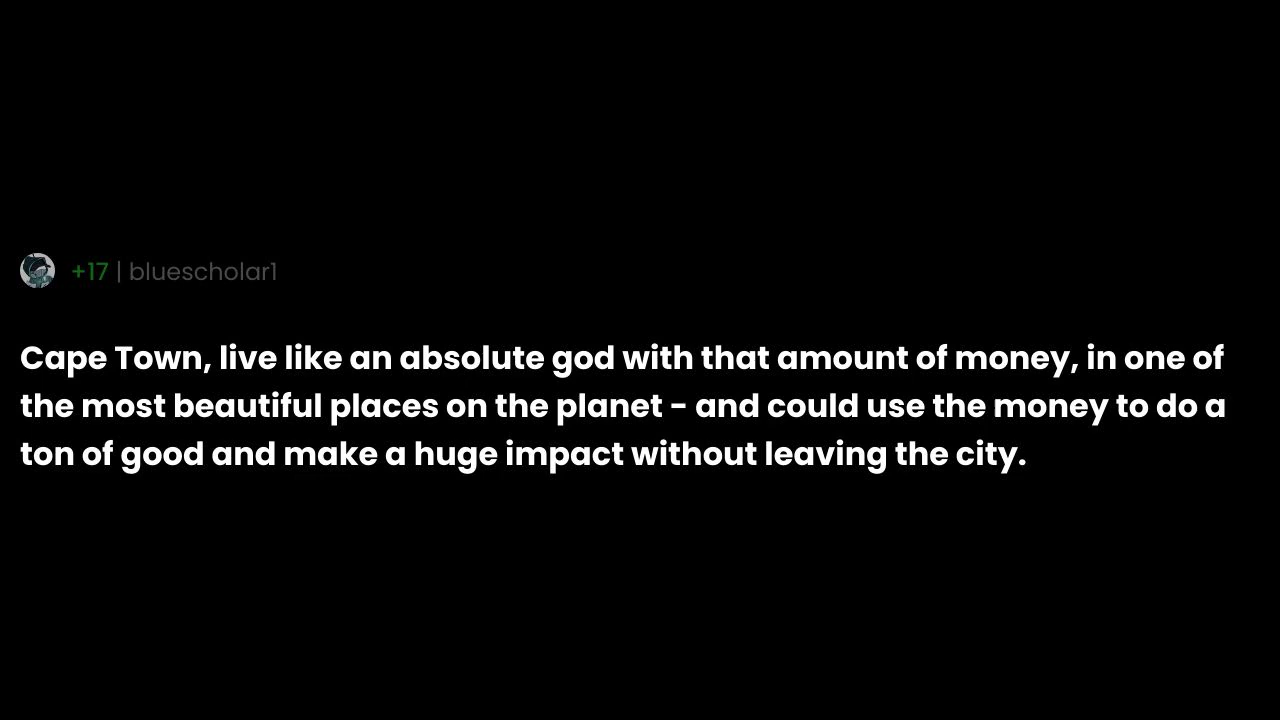 +17 | bluescholar1
Cape Town, live like an absolute god with that amount of money, in one of
the most beautiful places on the planet - and could use the money to do a
ton of good and make a huge impact without leaving the city.